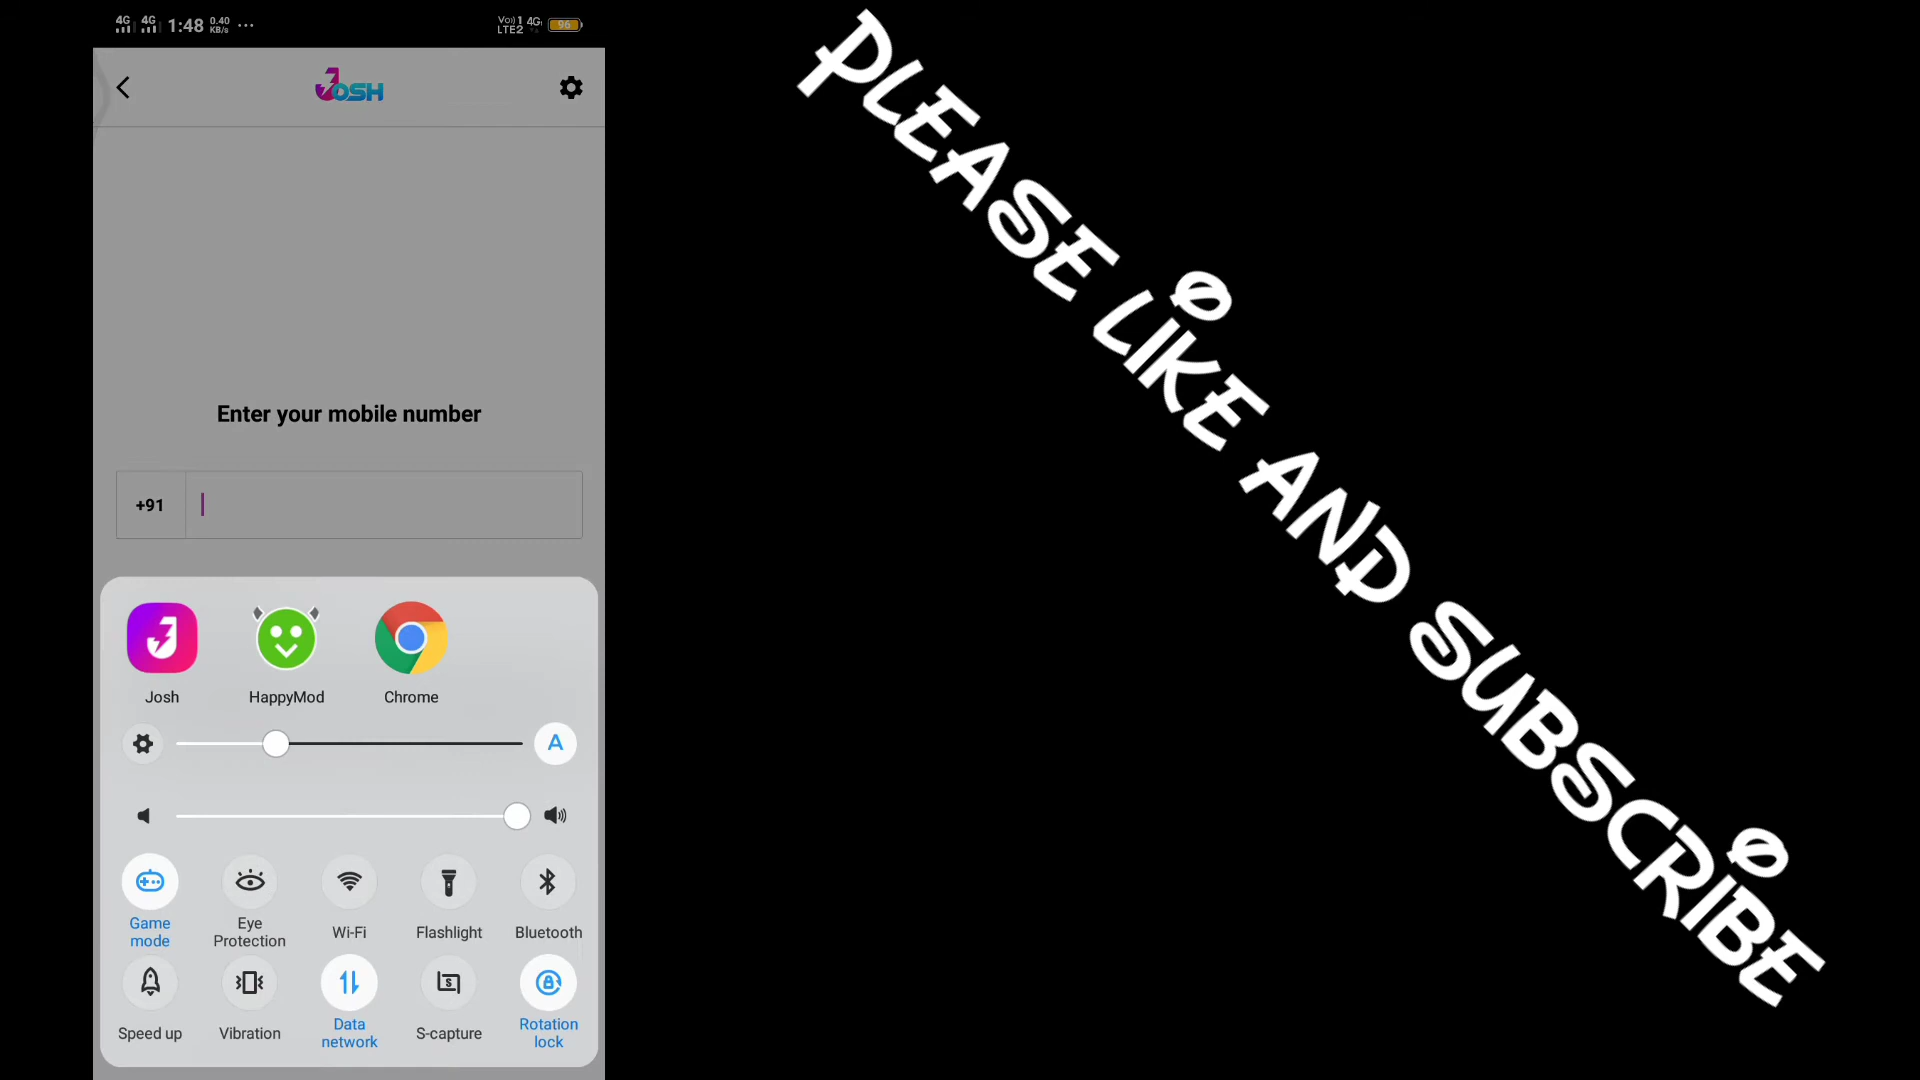 4G 4G 1:48 0.40 KB/s ... Vo)) 1 4G LTE2 96
JOSH
Enter your mobile number
+91
Josh HappyMod Chrome
A
Game mode Eye Protection Wi-Fi Flashlight Bluetooth
Speed up Vibration Data network S-capture Rotation lock
PLEASE LIKE AND SUBSCRIBE